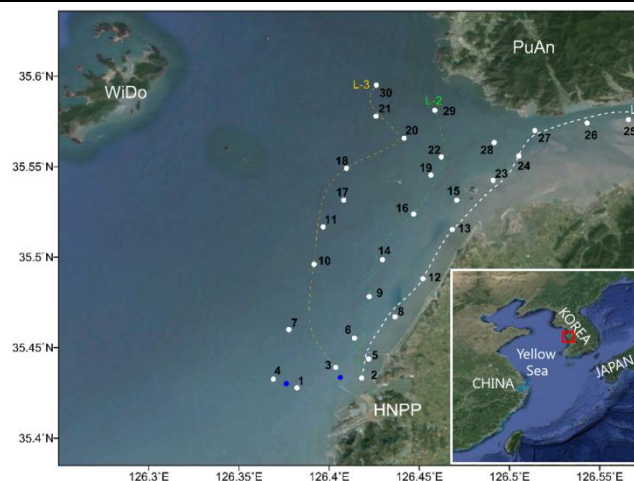 PuAn
35.6°N
WiDo
L-3
30
L-2
29
21
20
26
25
27
28
35.55°N
18
22
24
19
23
17
15
16
11
13
35.5°N
14
10
12
9
8
7
6
35.45°N
5
3
4
2
1
HNPP
35.4°N
KOREA
Yellow
Sea
JAPAN
CHINA
126.3°E 126.35°E 126.4°E 126.45°E 126.5°E 126.55°E